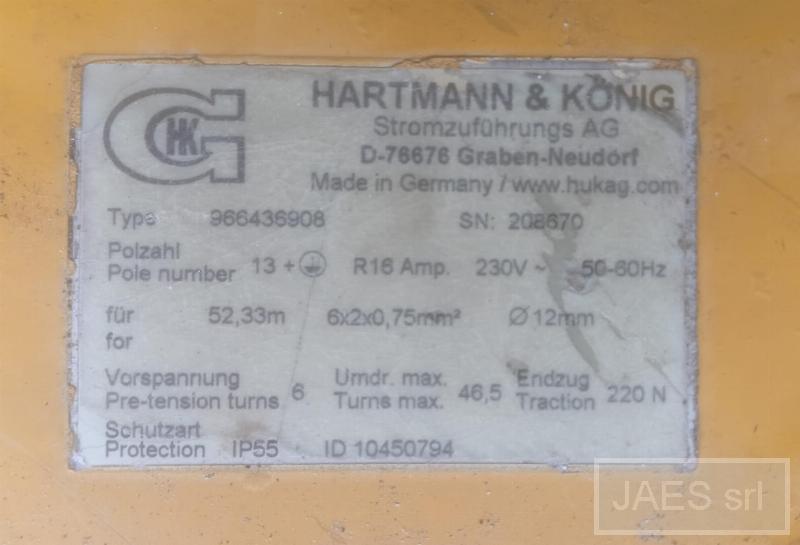 HK
HARTMANN & KÖNIG
Stromzuführungs AG
D-76676 Graben-Neudorf
Made in Germany / www.hukag.com
Type 966436908 SN: 208670
Polzahl
Pole number 13 + R16 Amp. 230V ~ 50-60Hz
für 52,33m 6x2x0,75mm² Ø 12mm
for
Vorspannung Umdr. max. Endzug
Pre-tension turns 6 Turns max. 46,5 Traction 220 N
Schutzart
Protection IP55 ID 10450794
JAES srl